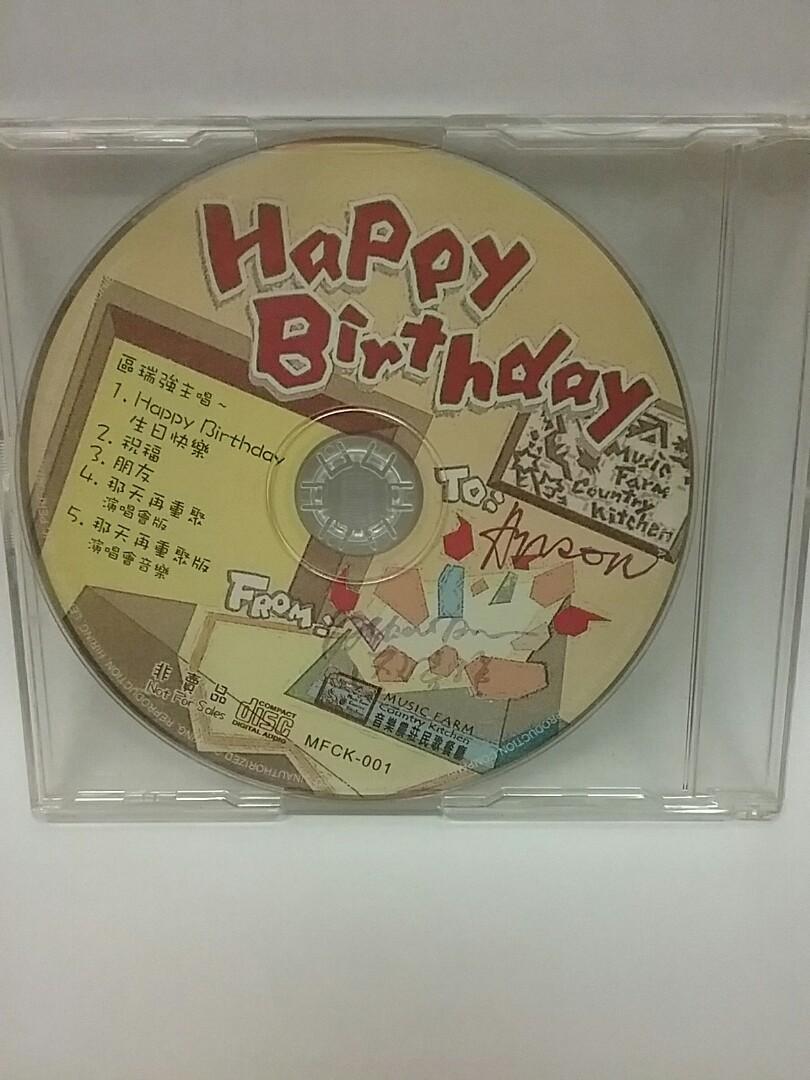 Happy
Birthday
區瑞強主唱~
1. Happy Birthday
生日快樂
2. 祝福
3. 朋友
4. 那天再重聚
演唱會版
5. 那天再重聚版
演唱會音樂
Music
Farm
Country
Kitchen
TO:
Anson
FROM:
非賣品
Not For Sales
COMPACT
disc
DIGITAL AUDIO
MFCK-001
MUSIC FARM
Country Kitchen
音樂農莊民歌餐廳
UNAUTHORIZED
REPRODUCTION HIRING